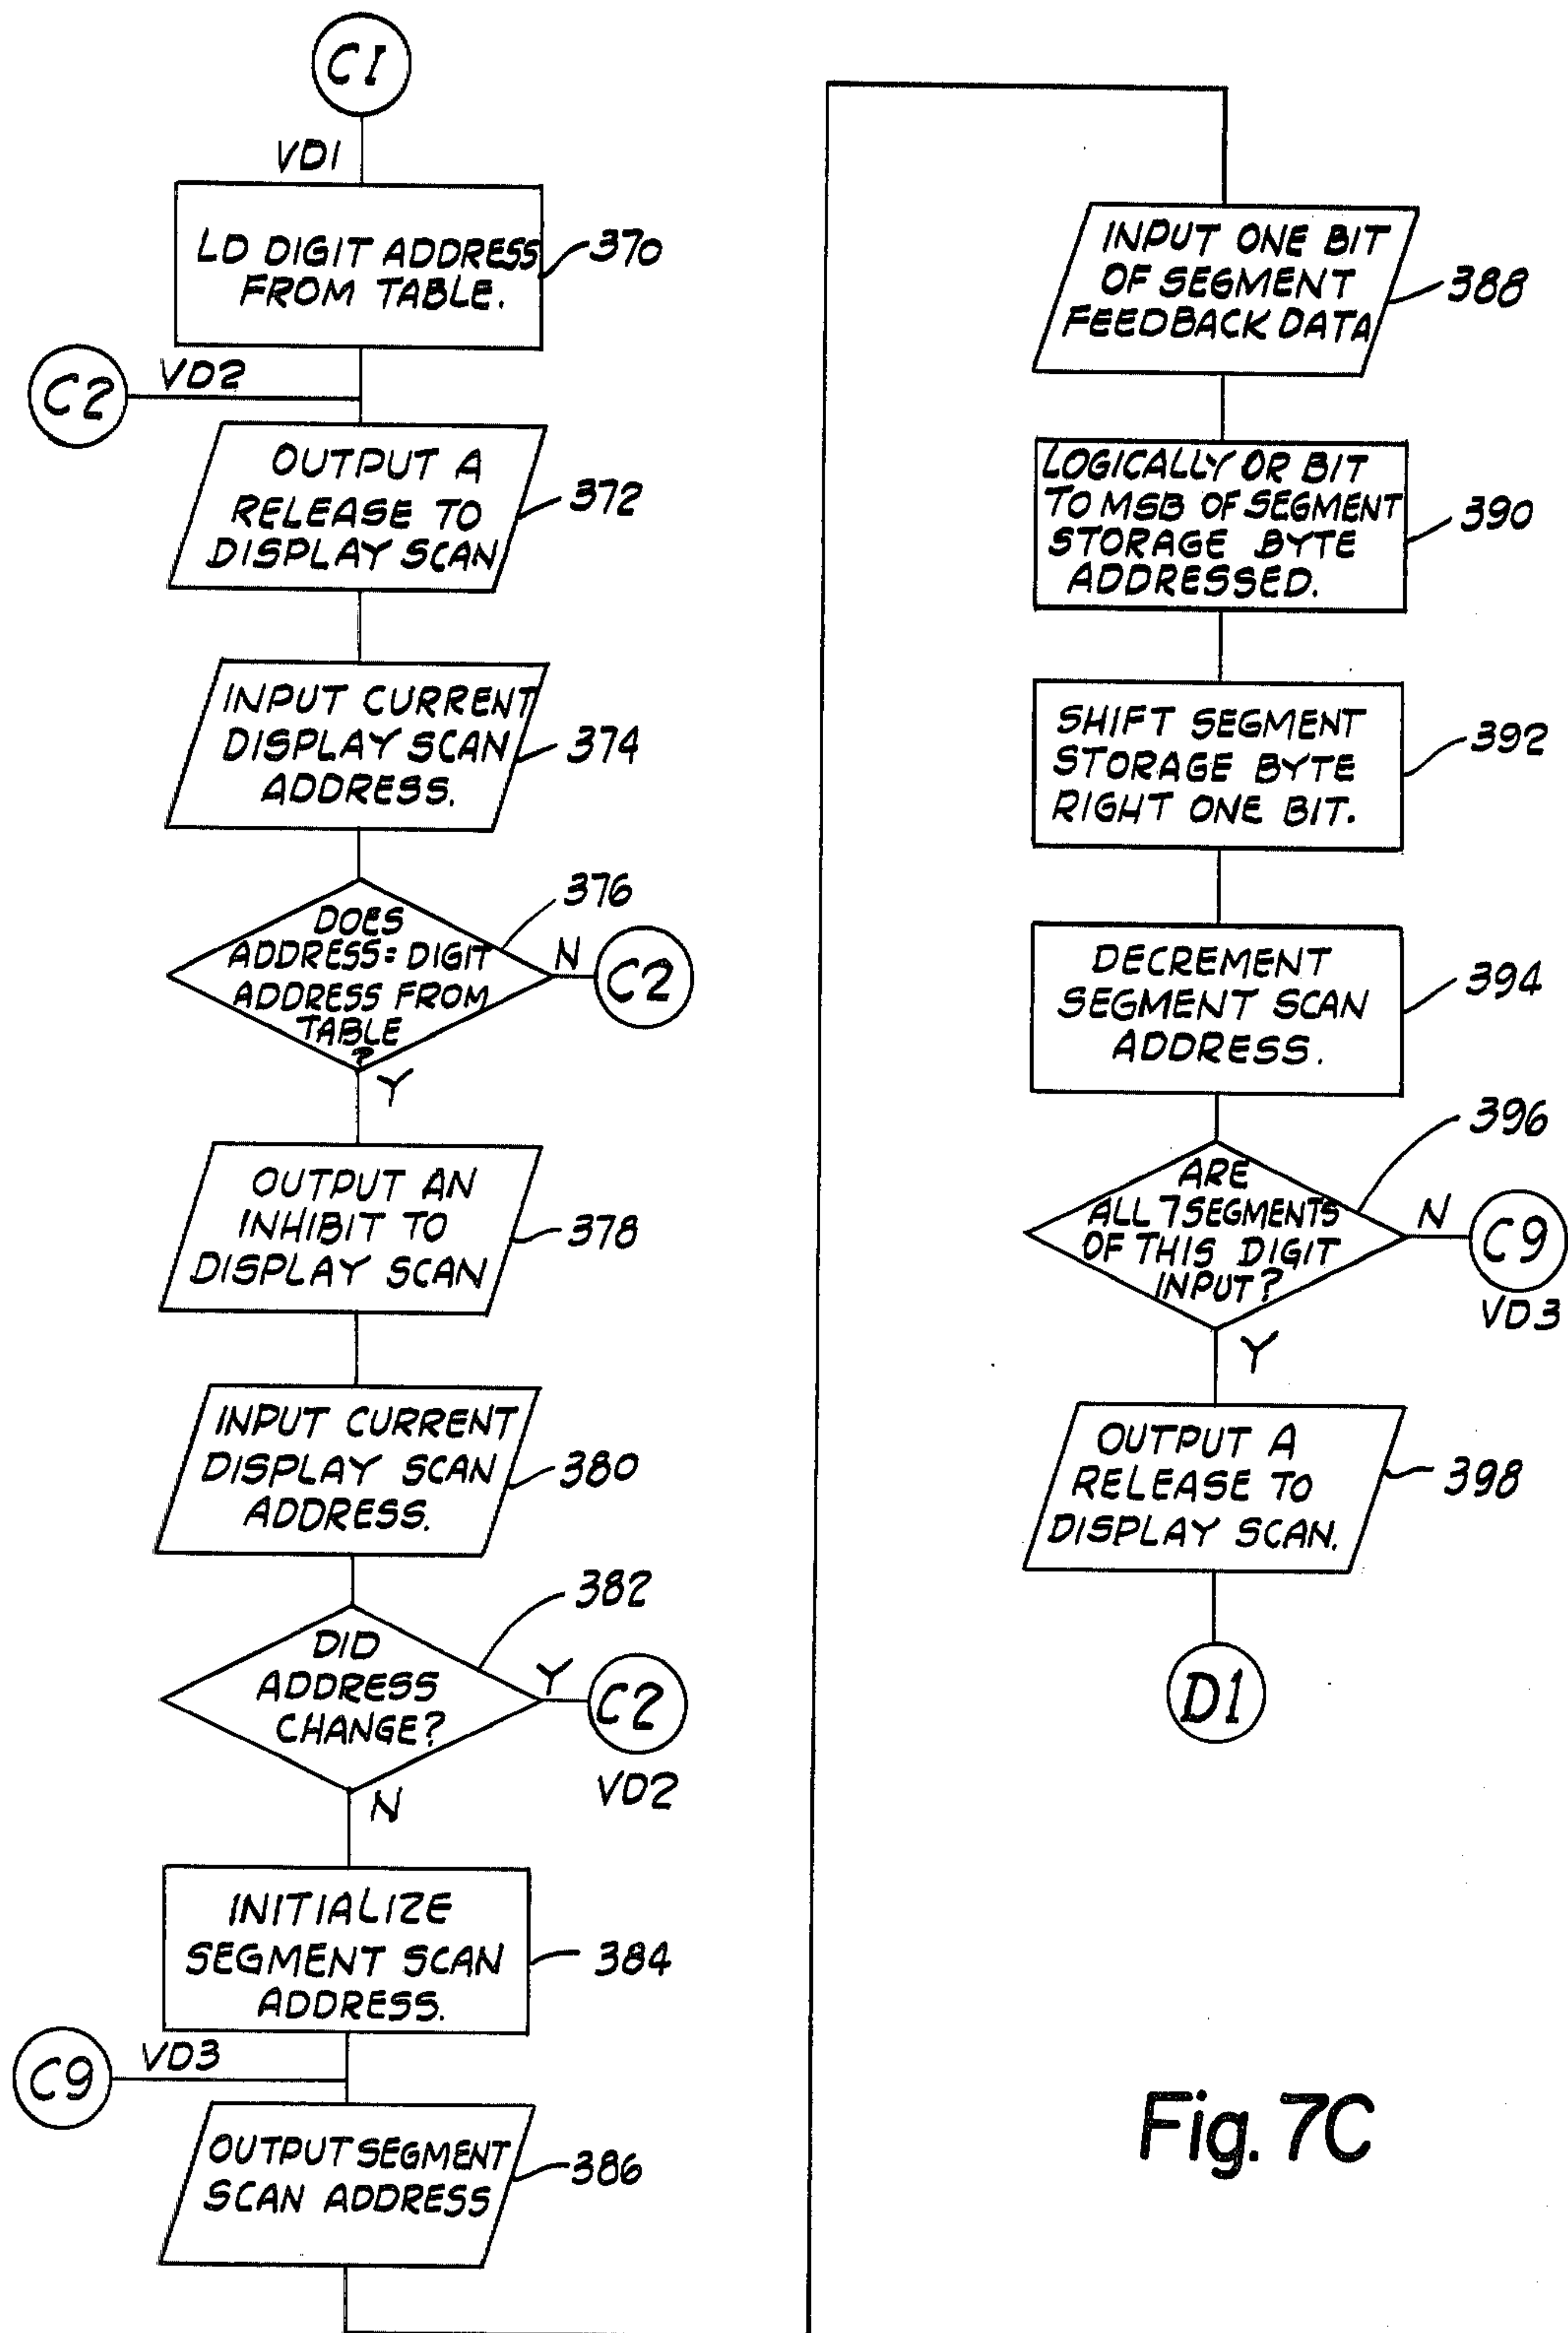 C1
VD1
LD DIGIT ADDRESS
FROM TABLE.
370
C2
VD2
OUTPUT A
RELEASE TO
DISPLAY SCAN
372
INPUT CURRENT
DISPLAY SCAN
ADDRESS.
374
376
DOES
ADDRESS = DIGIT
ADDRESS FROM
TABLE
?
N
C2
Y
OUTPUT AN
INHIBIT TO
DISPLAY SCAN
378
INPUT CURRENT
DISPLAY SCAN
ADDRESS.
380
382
DID
ADDRESS
CHANGE?
Y
C2
VD2
N
INITIALIZE
SEGMENT SCAN
ADDRESS.
384
C9
VD3
OUTPUT SEGMENT
SCAN ADDRESS
386
INPUT ONE BIT
OF SEGMENT
FEEDBACK DATA
388
LOGICALLY OR BIT
TO MSB OF SEGMENT
STORAGE BYTE
ADDRESSED.
390
SHIFT SEGMENT
STORAGE BYTE
RIGHT ONE BIT.
392
DECREMENT
SEGMENT SCAN
ADDRESS.
394
396
ARE
ALL 7 SEGMENTS
OF THIS DIGIT
INPUT?
N
C9
VD3
Y
OUTPUT A
RELEASE TO
DISPLAY SCAN.
398
D1
Fig. 7C